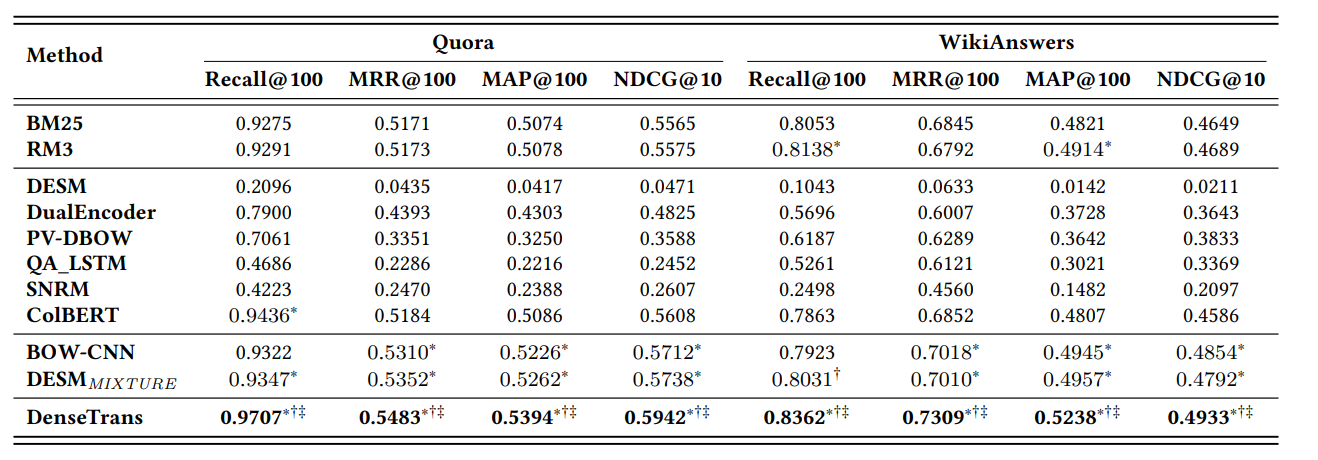 Method Quora WikiAnswers
Recall@100 MRR@100 MAP@100 NDCG@10 Recall@100 MRR@100 MAP@100 NDCG@10
BM25 0.9275 0.5171 0.5074 0.5565 0.8053 0.6845 0.4821 0.4649
RM3 0.9291 0.5173 0.5078 0.5575 0.8138* 0.6792 0.4914* 0.4689
DESM 0.2096 0.0435 0.0417 0.0471 0.1043 0.0633 0.0142 0.0211
DualEncoder 0.7900 0.4393 0.4303 0.4825 0.5696 0.6007 0.3728 0.3643
PV-DBOW 0.7061 0.3351 0.3250 0.3588 0.6187 0.6289 0.3642 0.3833
QA_LSTM 0.4686 0.2286 0.2216 0.2452 0.5261 0.6121 0.3021 0.3369
SNRM 0.4223 0.2470 0.2388 0.2607 0.2498 0.4560 0.1482 0.2097
ColBERT 0.9436* 0.5184 0.5086 0.5608 0.7863 0.6852 0.4807 0.4586
BOW-CNN 0.9322 0.5310* 0.5226* 0.5712* 0.7923 0.7018* 0.4945* 0.4854*
DESM MIXTURE 0.9347* 0.5352* 0.5262* 0.5738* 0.8031† 0.7010* 0.4957* 0.4792*
DenseTrans 0.9707*†‡ 0.5483*†‡ 0.5394*†‡ 0.5942*†‡ 0.8362*†‡ 0.7309*†‡ 0.5238*†‡ 0.4933*†‡